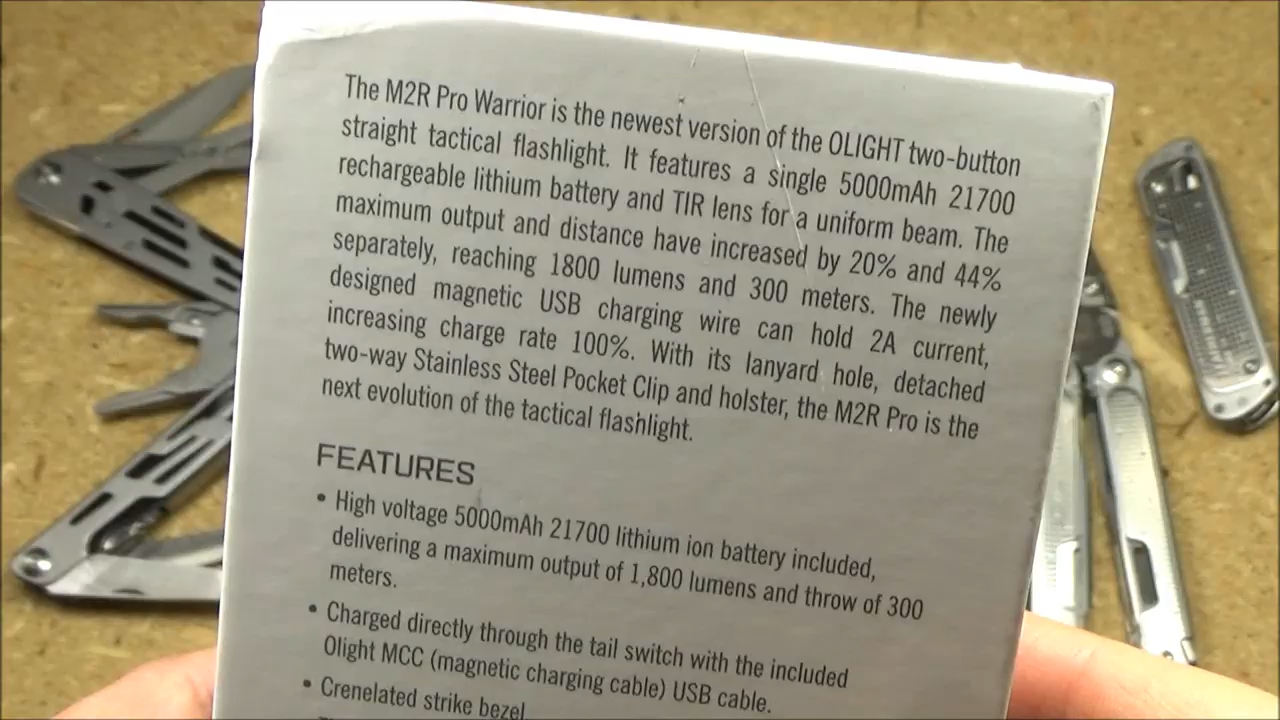 The M2R Pro Warrior is the newest version of the OLIGHT two-button
straight tactical flashlight. It features a single 5000mAh 21700
rechargeable lithium battery and TIR lens for a uniform beam. The
maximum output and distance have increased by 20% and 44%
separately, reaching 1800 lumens and 300 meters. The newly
designed magnetic USB charging wire can hold 2A current,
increasing charge rate 100%. With its lanyard hole, detached
two-way Stainless Steel Pocket Clip and holster, the M2R Pro is the
next evolution of the tactical flashlight.
FEATURES
• High voltage 5000mAh 21700 lithium ion battery included,
delivering a maximum output of 1,800 lumens and throw of 300
meters.
• Charged directly through the tail switch with the included
Olight MCC (magnetic charging cable) USB cable.
• Crenelated strike bezel.